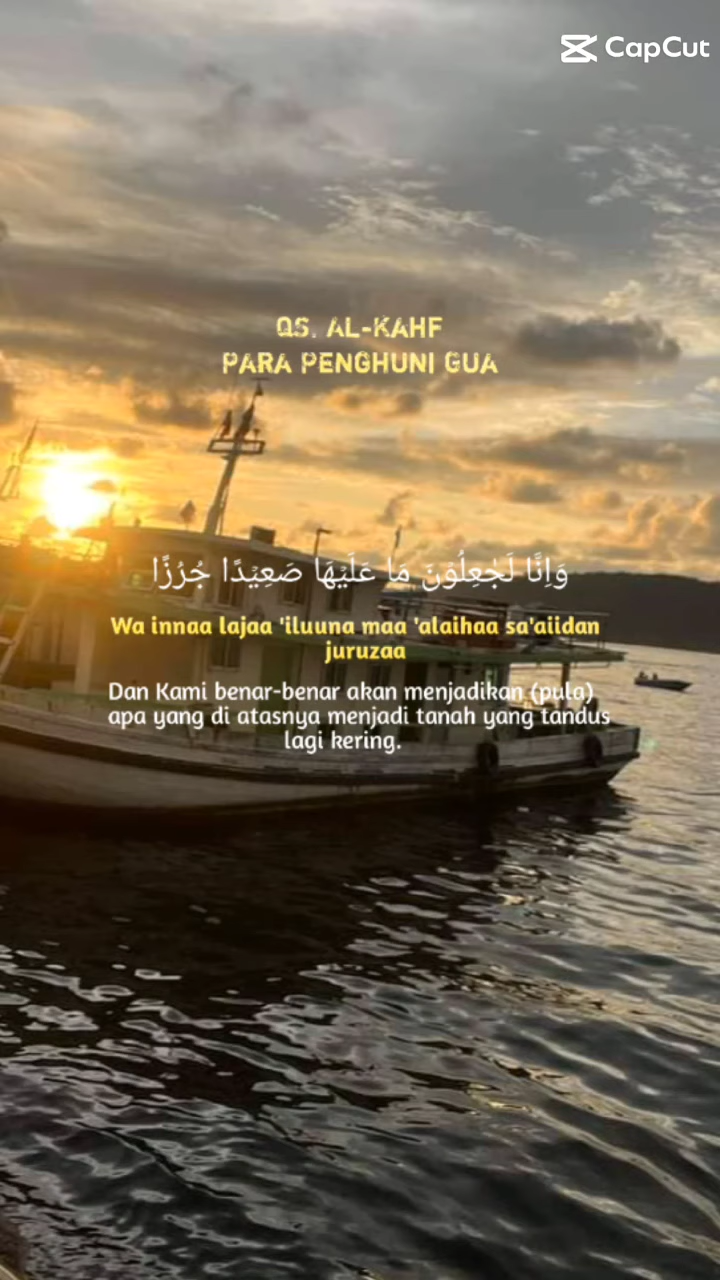 CapCut
QS. AL-KAHF
PARA PENGHUNI GUA
وَاِنَّا لَجٰعِلُوْنَ مَا عَلَيْهَا صَعِيْدًا جُرُزًا
Wa innaa lajaa 'iluuna maa 'alaihaa sa'aiidan
juruzaa
Dan Kami benar-benar akan menjadikan (pula)
apa yang di atasnya menjadi tanah yang tandus
lagi kering.